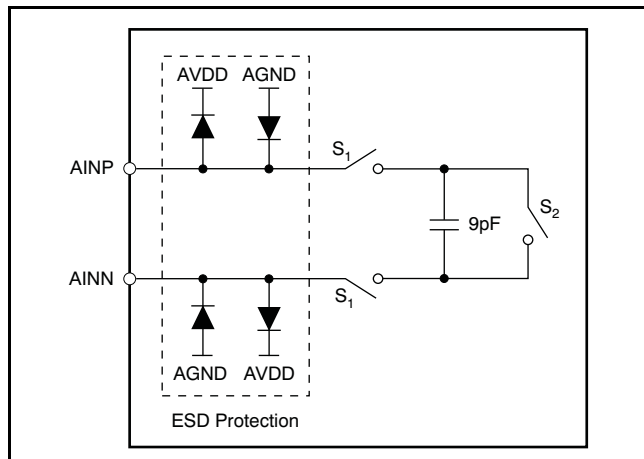 AVDD AGND
AINP
S1
9pF
S2
AINN
S1
AGND AVDD
ESD Protection